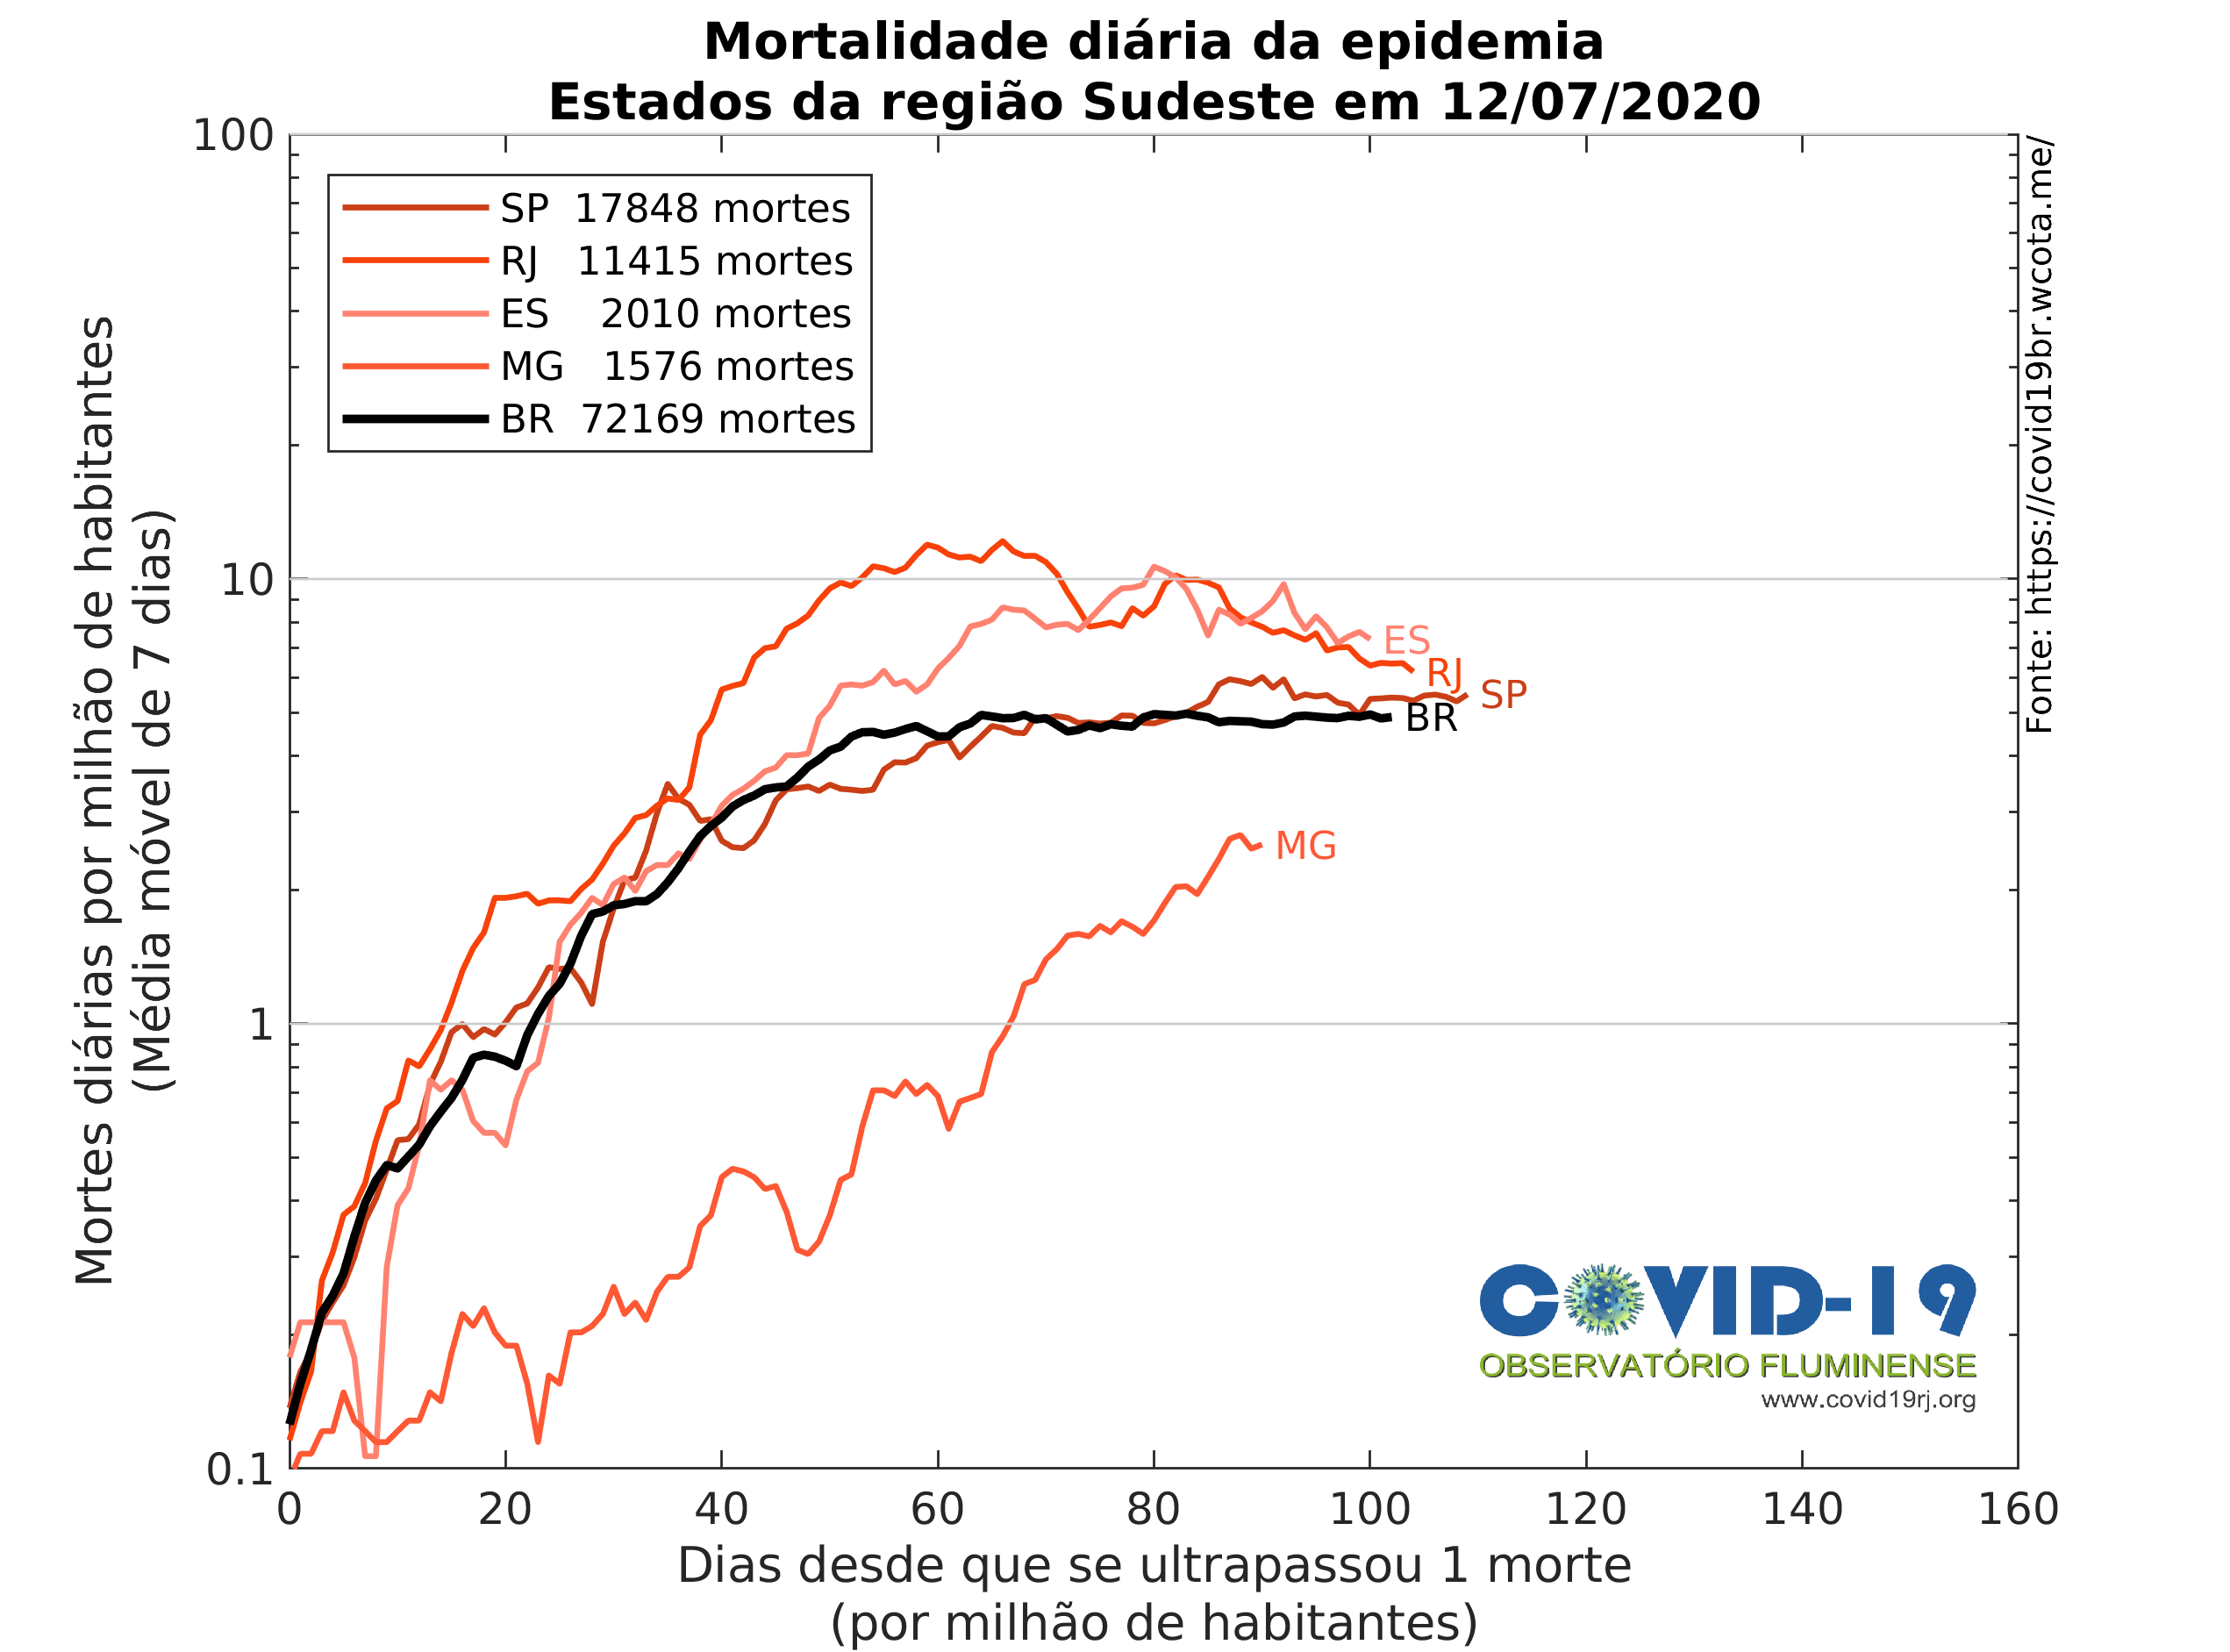 Mortalidade diária da epidemia
Estados da região Sudeste em 12/07/2020
Mortes diárias por milhão de habitantes
(Média móvel de 7 dias)
100
10
1
0.1
SP 17848 mortes
RJ 11415 mortes
ES 2010 mortes
MG 1576 mortes
BR 72169 mortes
ES
RJ
SP
BR
MG
Fonte: https://covid19br.wcota.me/
COVID-19
OBSERVATÓRIO FLUMINENSE
www.covid19rj.org
0 20 40 60 80 100 120 140 160
Dias desde que se ultrapassou 1 morte
(por milhão de habitantes)